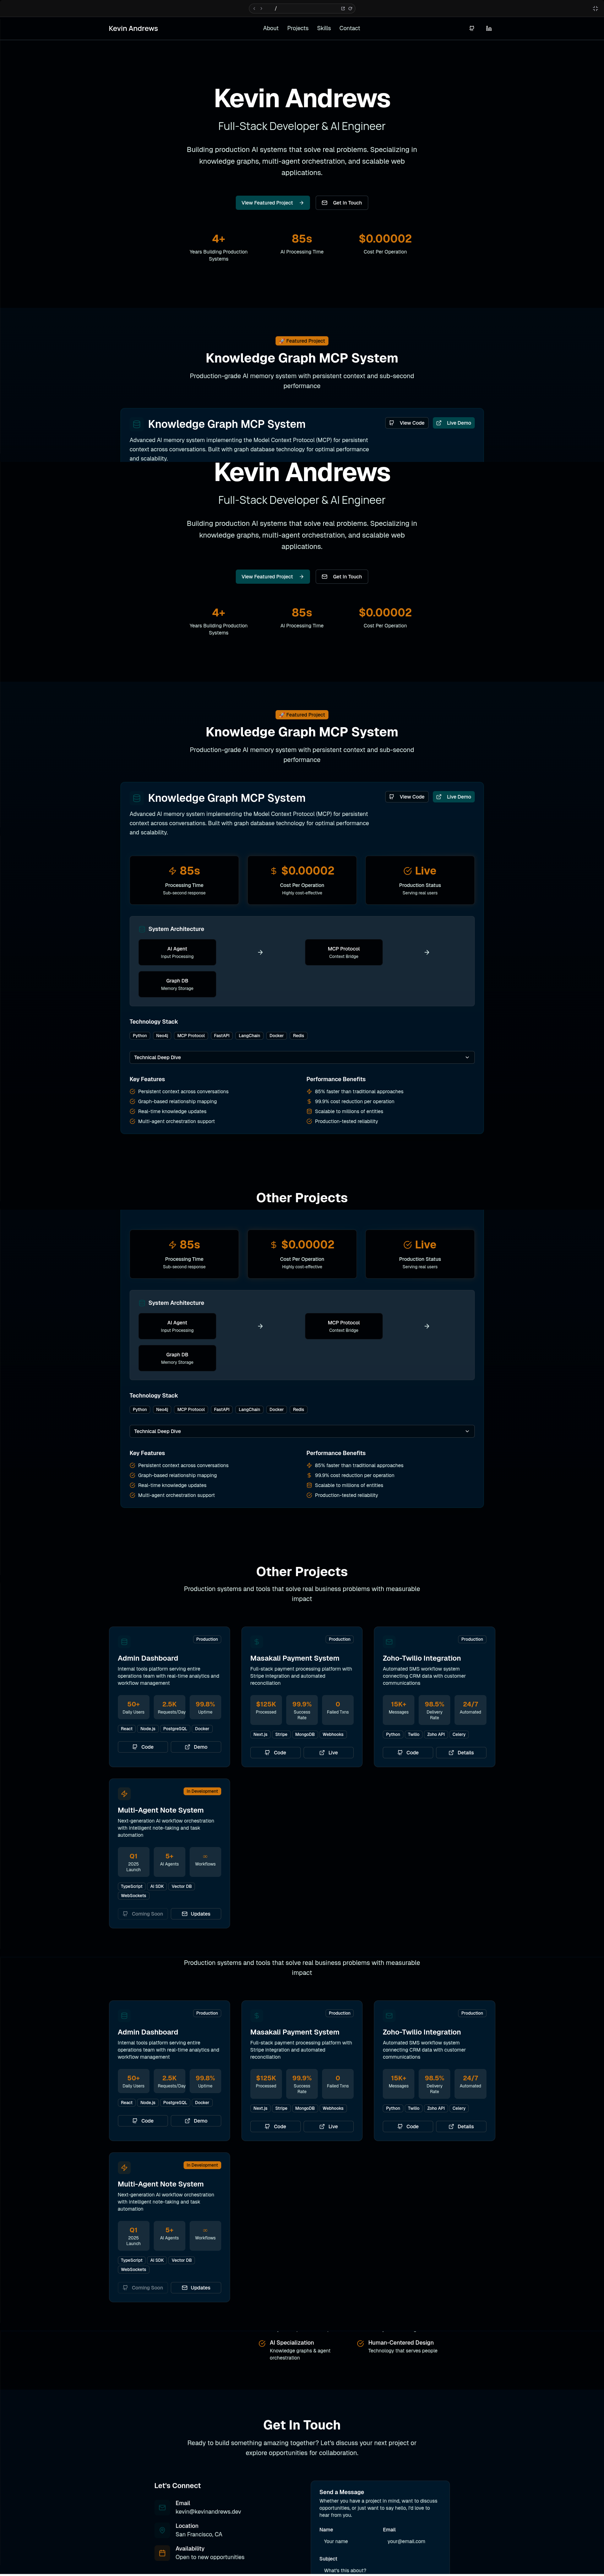 /
Kevin Andrews
About Projects Skills Contact
Kevin Andrews
Full-Stack Developer & AI Engineer
Building production AI systems that solve real problems. Specializing in
knowledge graphs, multi-agent orchestration, and scalable web
applications.
View Featured Project
Get In Touch
4+ 85s $0.00002
Years Building Production AI Processing Time Cost Per Operation
Systems
Featured Project
Knowledge Graph MCP System
Production-grade AI memory system with persistent context and sub-second
performance
Knowledge Graph MCP System View Code Live Demo
Advanced AI memory system implementing the Model Context Protocol (MCP) for persistent
context across conversations. Built with graph database technology for optimal performance
and scalability.
Kevin Andrews
Full-Stack Developer & AI Engineer
Building production AI systems that solve real problems. Specializing in
knowledge graphs, multi-agent orchestration, and scalable web
applications.
View Featured Project
Get In Touch
4+ 85s $0.00002
Years Building Production AI Processing Time Cost Per Operation
Systems
Featured Project
Knowledge Graph MCP System
Production-grade AI memory system with persistent context and sub-second
performance
Knowledge Graph MCP System View Code Live Demo
Advanced AI memory system implementing the Model Context Protocol (MCP) for persistent
context across conversations. Built with graph database technology for optimal performance
and scalability.
85s $0.00002 Live
Processing Time Cost Per Operation Production Status
Sub-second response Highly cost-effective Serving real users
System Architecture
AI Agent MCP Protocol
Input Processing Context Bridge
Graph DB
Memory Storage
Technology Stack
Python Neo4j MCP Protocol FastAPI LangChain Docker Redis
Technical Deep Dive
Key Features Performance Benefits
Persistent context across conversations 85% faster than traditional approaches
Graph-based relationship mapping 99.9% cost reduction per operation
Real-time knowledge updates Scalable to millions of entities
Multi-agent orchestration support Production-tested reliability
Other Projects
85s $0.00002 Live
Processing Time Cost Per Operation Production Status
Sub-second response Highly cost-effective Serving real users
System Architecture
AI Agent MCP Protocol
Input Processing Context Bridge
Graph DB
Memory Storage
Technology Stack
Python Neo4j MCP Protocol FastAPI LangChain Docker Redis
Technical Deep Dive
Key Features Performance Benefits
Persistent context across conversations 85% faster than traditional approaches
Graph-based relationship mapping 99.9% cost reduction per operation
Real-time knowledge updates Scalable to millions of entities
Multi-agent orchestration support Production-tested reliability
Other Projects
Production systems and tools that solve real business problems with measurable
impact
Production
Admin Dashboard
Internal tools platform serving entire
operations team with real-time analytics and
workflow management
50+ 2.5K 99.8%
Daily Users Requests/Day Uptime
React Node.js PostgreSQL Docker
Code Demo
Production
Masakali Payment System
Full-stack payment processing platform with
Stripe integration and automated
reconciliation
$125K 99.9% 0
Processed Success Failed Txns
Rate
Next.js Stripe MongoDB Webhooks
Code Live
Production
Zoho-Twilio Integration
Automated SMS workflow system
connecting CRM data with customer
communications
15K+ 98.5% 24/7
Messages Delivery Automated
Rate
Python Twilio Zoho API Celery
Code Details
In Development
Multi-Agent Note System
Next-generation AI workflow orchestration
with intelligent note-taking and task
automation
Q1 5+ ∞
2025 AI Agents Workflows
Launch
TypeScript AI SDK Vector DB
WebSockets
Coming Soon Updates
Production systems and tools that solve real business problems with measurable
impact
Production
Admin Dashboard
Internal tools platform serving entire
operations team with real-time analytics and
workflow management
50+ 2.5K 99.8%
Daily Users Requests/Day Uptime
React Node.js PostgreSQL Docker
Code Demo
Production
Masakali Payment System
Full-stack payment processing platform with
Stripe integration and automated
reconciliation
$125K 99.9% 0
Processed Success Failed Txns
Rate
Next.js Stripe MongoDB Webhooks
Code Live
Production
Zoho-Twilio Integration
Automated SMS workflow system
connecting CRM data with customer
communications
15K+ 98.5% 24/7
Messages Delivery Automated
Rate
Python Twilio Zoho API Celery
Code Details
In Development
Multi-Agent Note System
Next-generation AI workflow orchestration
with intelligent note-taking and task
automation
Q1 5+ ∞
2025 AI Agents Workflows
Launch
TypeScript AI SDK Vector DB
WebSockets
Coming Soon Updates
AI Specialization Human-Centered Design
Knowledge graphs & agent Technology that serves people
orchestration
Get In Touch
Ready to build something amazing together? Let's discuss your next project or
explore opportunities for collaboration.
Let's Connect
Email
kevin@kevinandrews.dev
Location
San Francisco, CA
Availability
Open to new opportunities
Send a Message
Whether you have a project in mind, want to discuss
opportunities, or just want to say hello, I'd love to
hear from you.
Name Email
Your name your@email.com
Subject
What's this about?